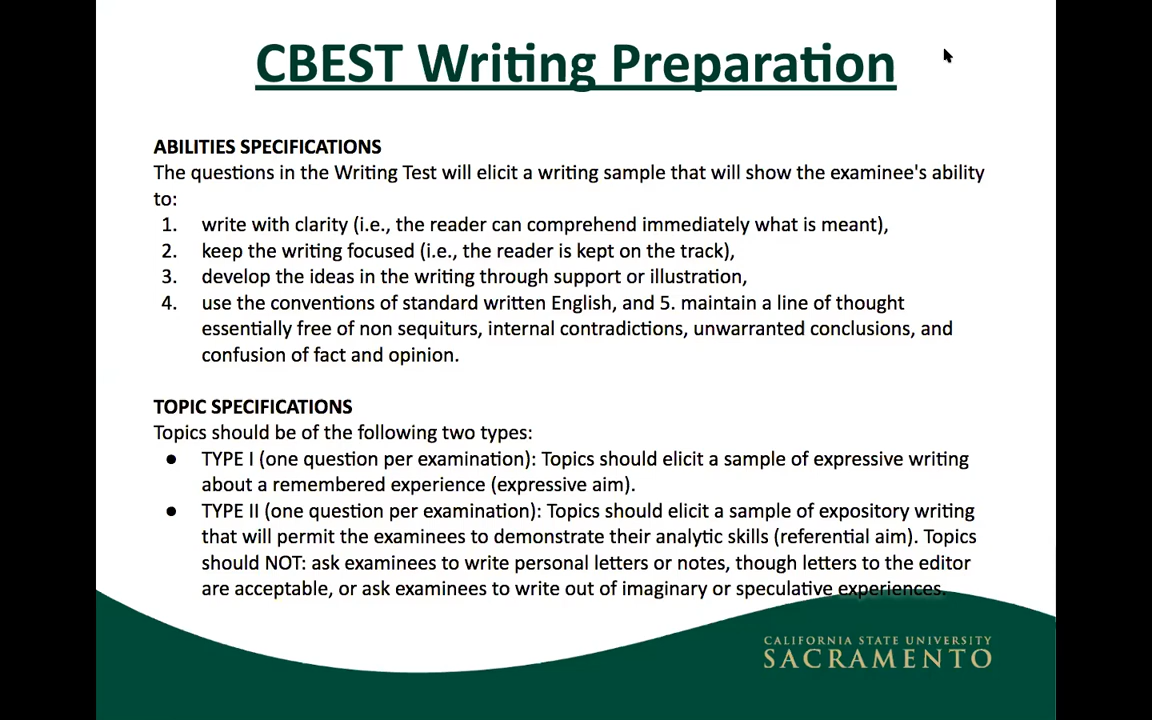 CBEST Writing Preparation
ABILITIES SPECIFICATIONS
The questions in the Writing Test will elicit a writing sample that will show the examinee's ability
to:
1. write with clarity (i.e., the reader can comprehend immediately what is meant),
2. keep the writing focused (i.e., the reader is kept on the track),
3. develop the ideas in the writing through support or illustration,
4. use the conventions of standard written English, and 5. maintain a line of thought
essentially free of non sequiturs, internal contradictions, unwarranted conclusions, and
confusion of fact and opinion.
TOPIC SPECIFICATIONS
Topics should be of the following two types:
● TYPE I (one question per examination): Topics should elicit a sample of expressive writing
about a remembered experience (expressive aim).
● TYPE II (one question per examination): Topics should elicit a sample of expository writing
that will permit the examinees to demonstrate their analytic skills (referential aim). Topics
should NOT: ask examinees to write personal letters or notes, though letters to the editor
are acceptable, or ask examinees to write out of imaginary or speculative experiences.
CALIFORNIA STATE UNIVERSITY
SACRAMENTO